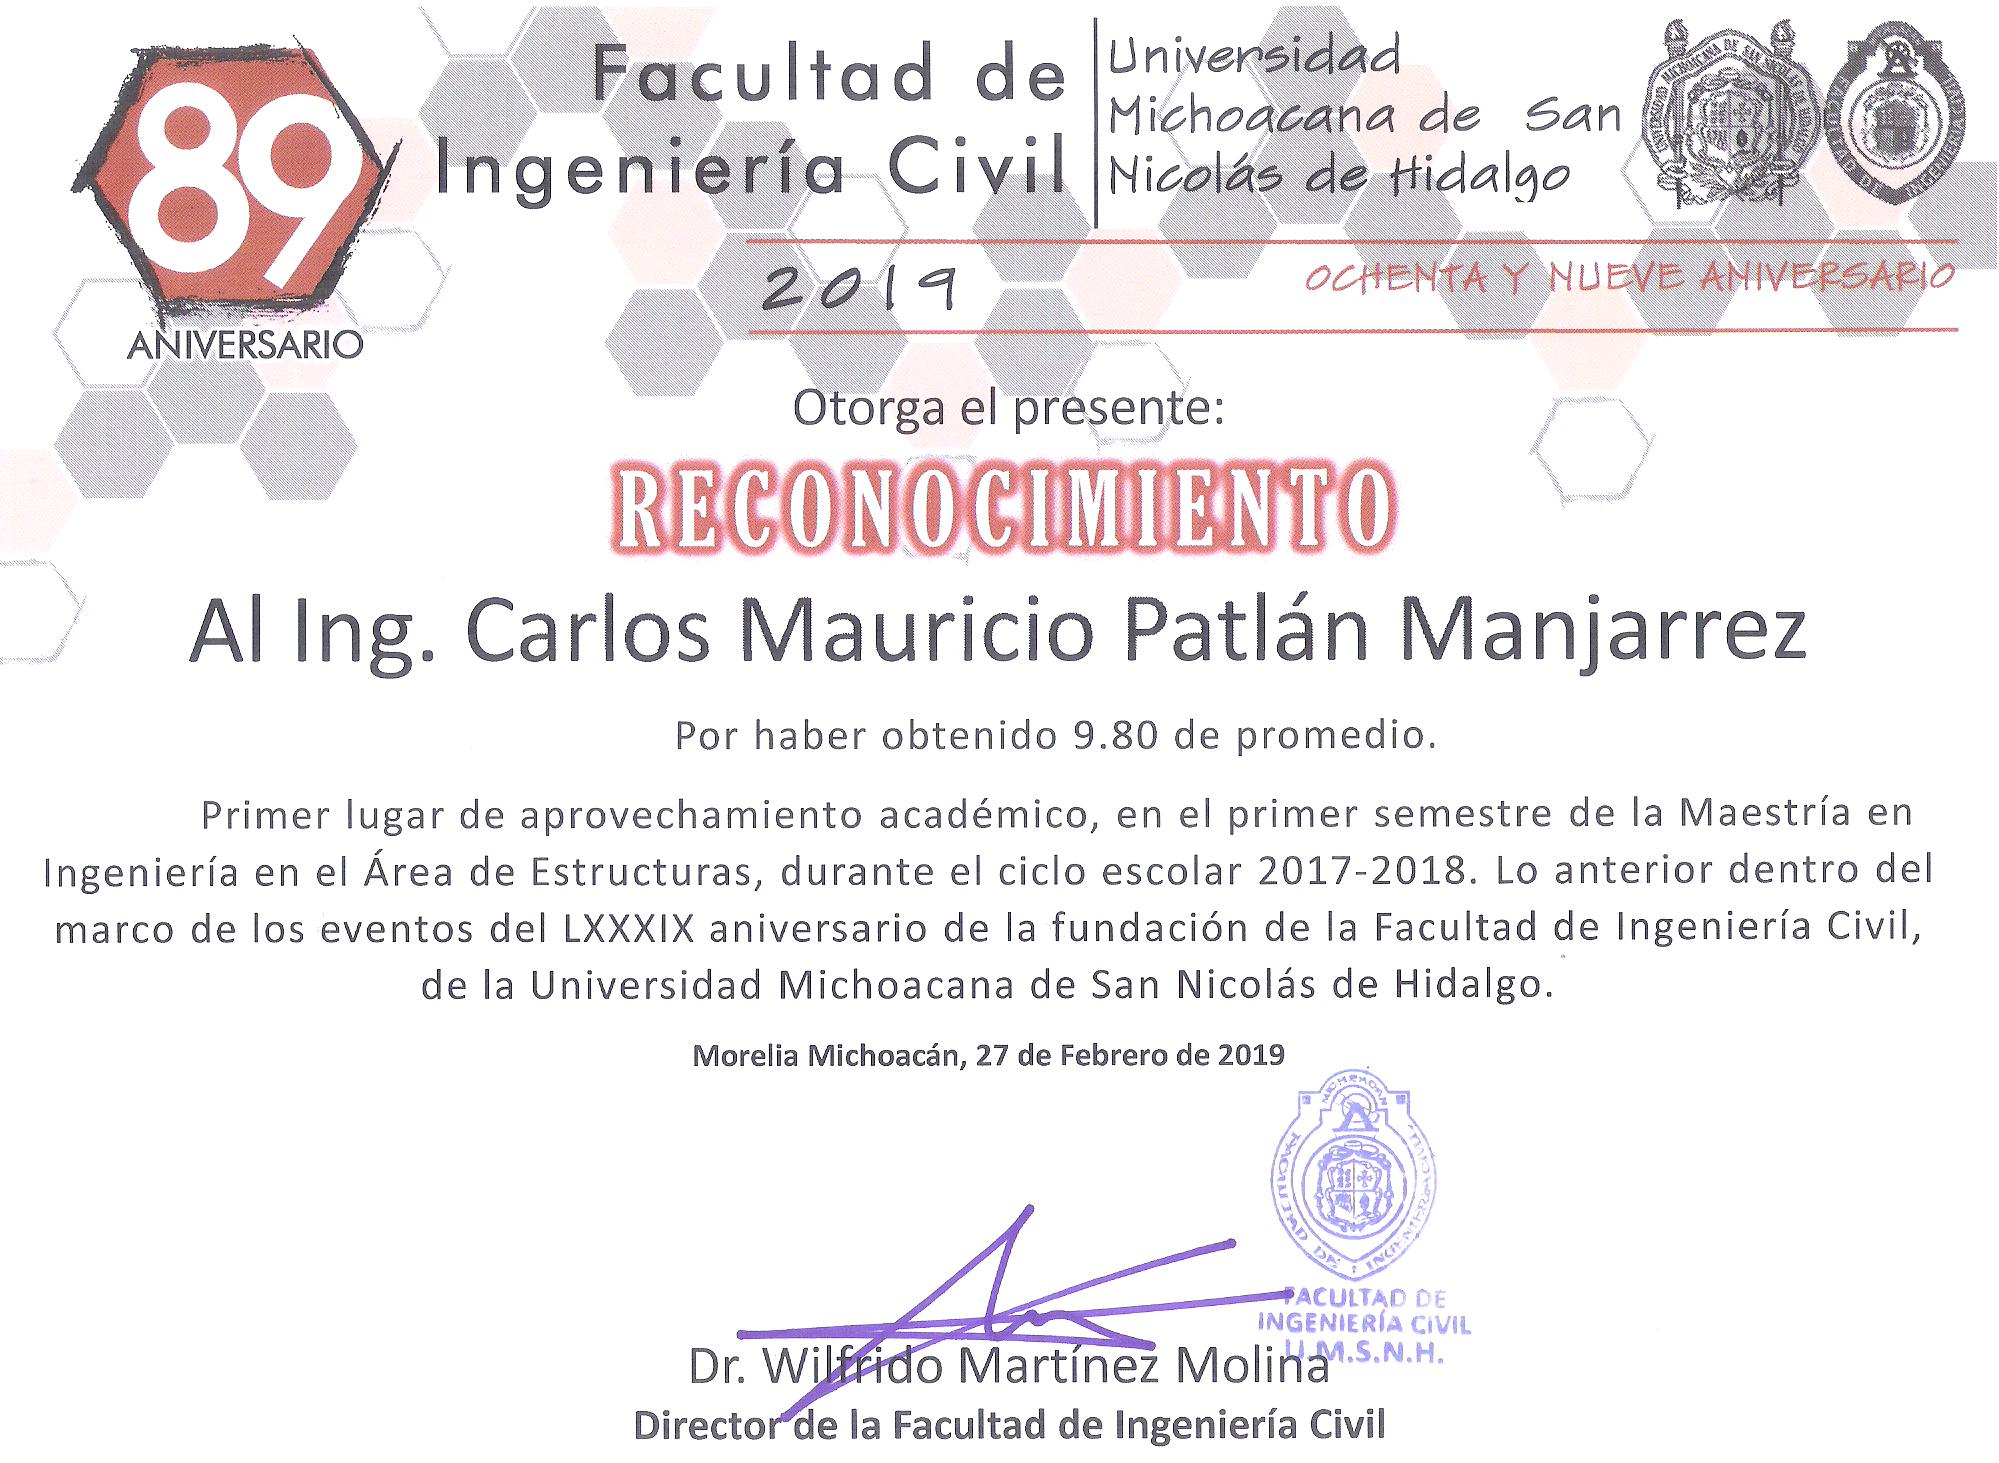 89
ANIVERSARIO
Facultad de
Ingeniería Civil
Universidad
Michoacana de San
Nicolás de Hidalgo
2019
OCHENTA Y NUEVE ANIVERSARIO
Otorga el presente:
RECONOCIMIENTO
Al Ing. Carlos Mauricio Patlán Manjarrez
Por haber obtenido 9.80 de promedio.
Primer lugar de aprovechamiento académico, en el primer semestre de la Maestría en
Ingeniería en el Área de Estructuras, durante el ciclo escolar 2017-2018. Lo anterior dentro del
marco de los eventos del LXXXIX aniversario de la fundación de la Facultad de Ingeniería Civil,
de la Universidad Michoacana de San Nicolás de Hidalgo.
Morelia Michoacán, 27 de Febrero de 2019
FACULTAD DE
INGENIERÍA CIVIL
U.M.S.N.H.
Dr. Wilfrido Martínez Molina
Director de la Facultad de Ingeniería Civil